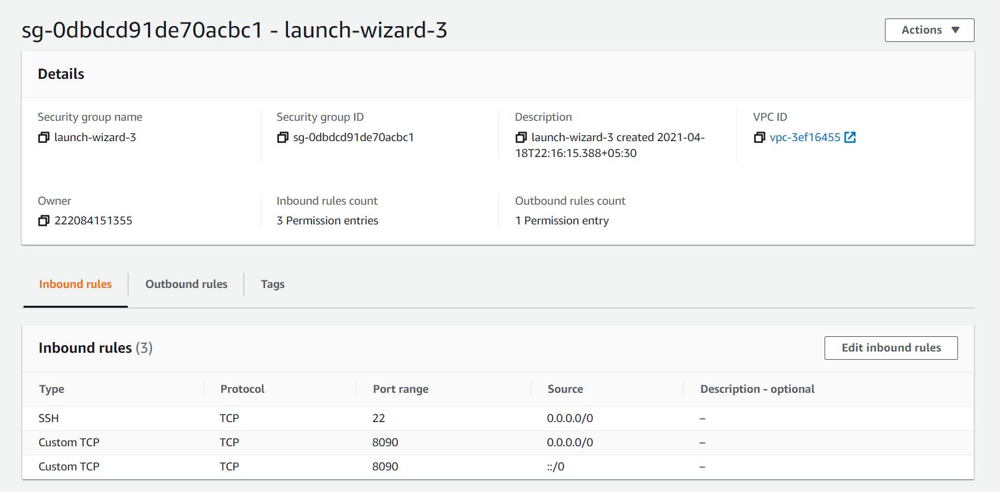 sg-0dbdcd91de70acbc1 - launch-wizard-3
Actions
Details
Security group name
launch-wizard-3
Security group ID
sg-0dbdcd91de70acbc1
Description
launch-wizard-3 created 2021-04-
18T22:16:15.388+05:30
VPC ID
vpc-3ef16455
Owner
222084151355
Inbound rules count
3 Permission entries
Outbound rules count
1 Permission entry
Inbound rules Outbound rules Tags
Inbound rules (3)
Edit inbound rules
Type Protocol Port range Source Description - optional
SSH TCP 22 0.0.0.0/0 –
Custom TCP TCP 8090 0.0.0.0/0 –
Custom TCP TCP 8090 ::/0 –